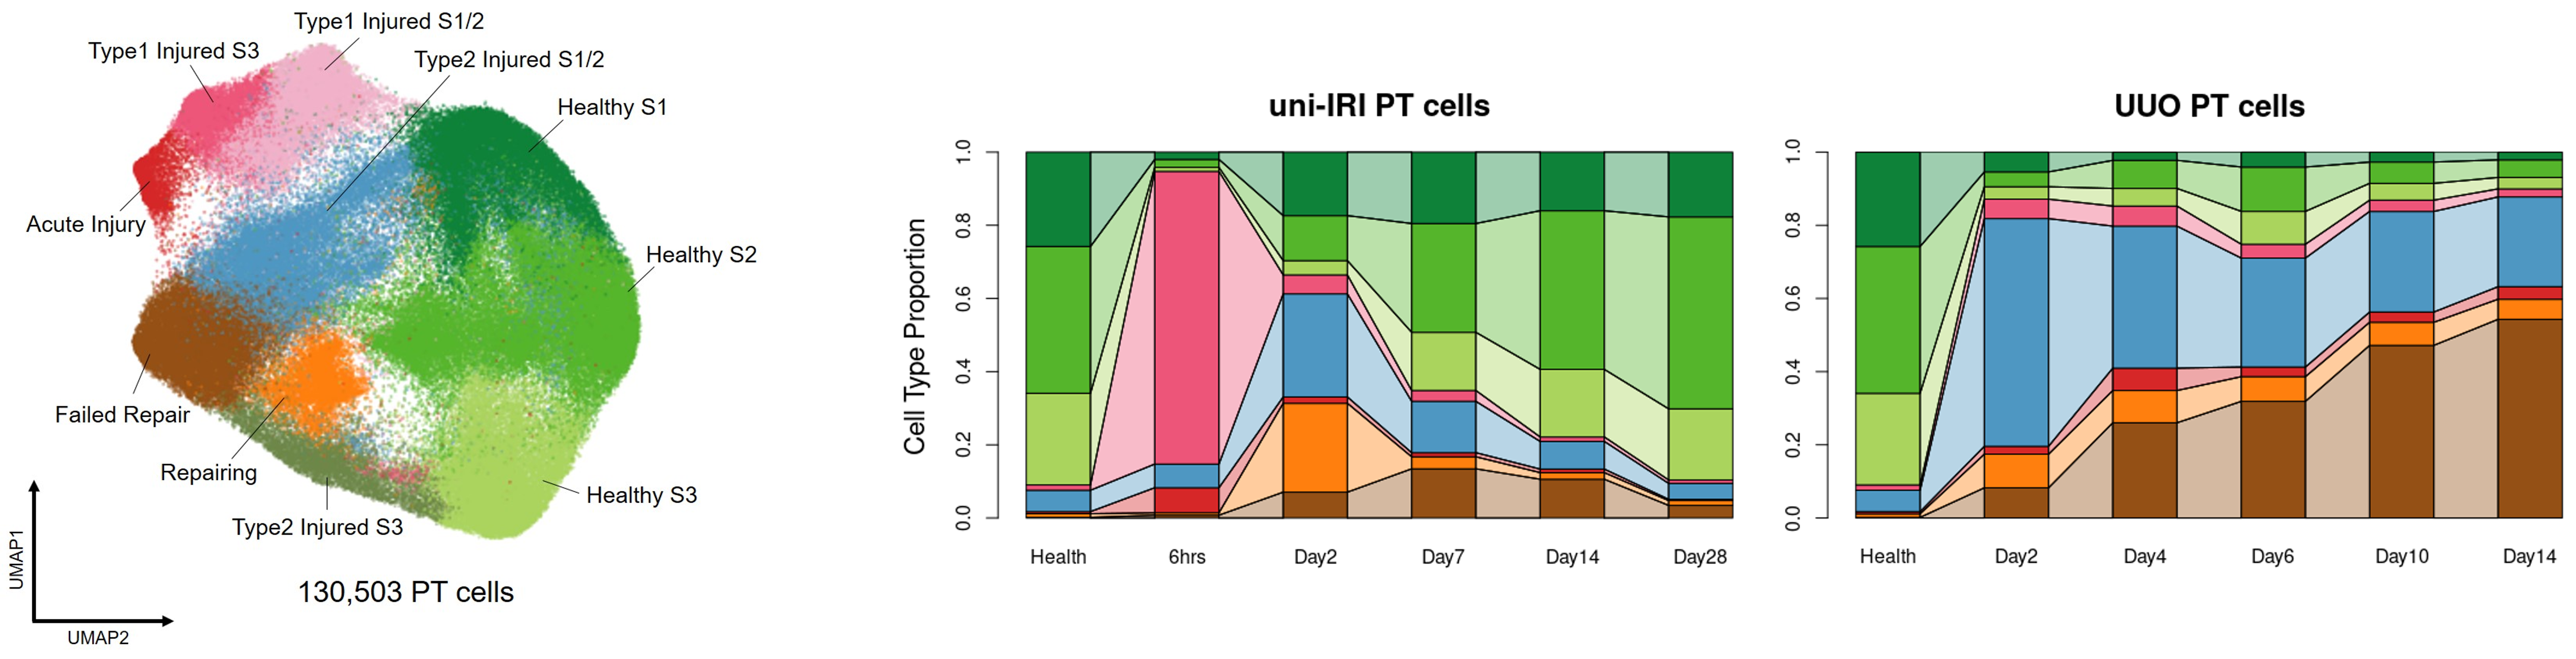 Type1 Injured S1/2
Type1 Injured S3
Type2 Injured S1/2
Healthy S1
Acute Injury
Healthy S2
Failed Repair
Repairing
Healthy S3
Type2 Injured S3
UMAP1
UMAP2
130,503 PT cells
uni-IRI PT cells
Cell Type Proportion
1.0
0.8
0.6
0.4
0.2
0.0
Health 6hrs Day2 Day7 Day14 Day28
UUO PT cells
1.0
0.8
0.6
0.4
0.2
0.0
Health Day2 Day4 Day6 Day10 Day14